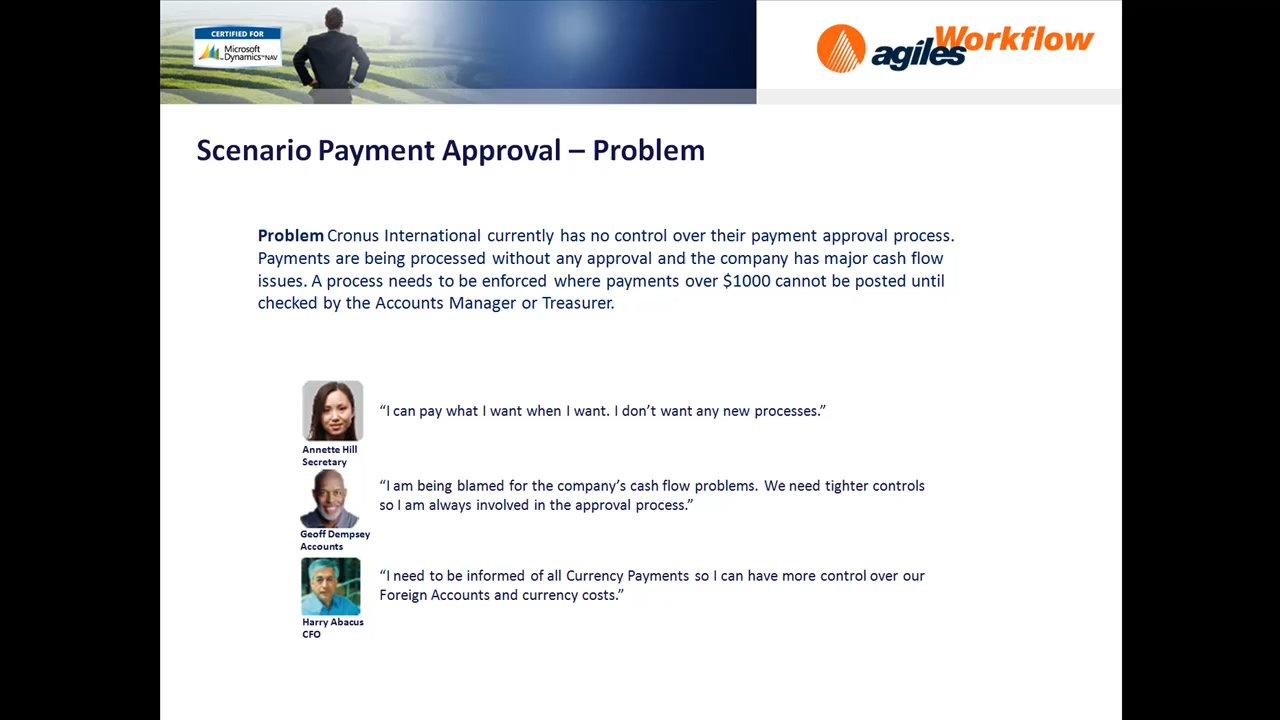 CERTIFIED FOR
Microsoft
Dynamics™NAV
agiles Workflow
Scenario Payment Approval – Problem
Problem Cronus International currently has no control over their payment approval process.
Payments are being processed without any approval and the company has major cash flow
issues. A process needs to be enforced where payments over $1000 cannot be posted until
checked by the Accounts Manager or Treasurer.
“I can pay what I want when I want. I don’t want any new processes.”
Annette Hill
Secretary
“I am being blamed for the company’s cash flow problems. We need tighter controls
so I am always involved in the approval process.”
Geoff Dempsey
Accounts
“I need to be informed of all Currency Payments so I can have more control over our
Foreign Accounts and currency costs.”
Harry Abacus
CFO